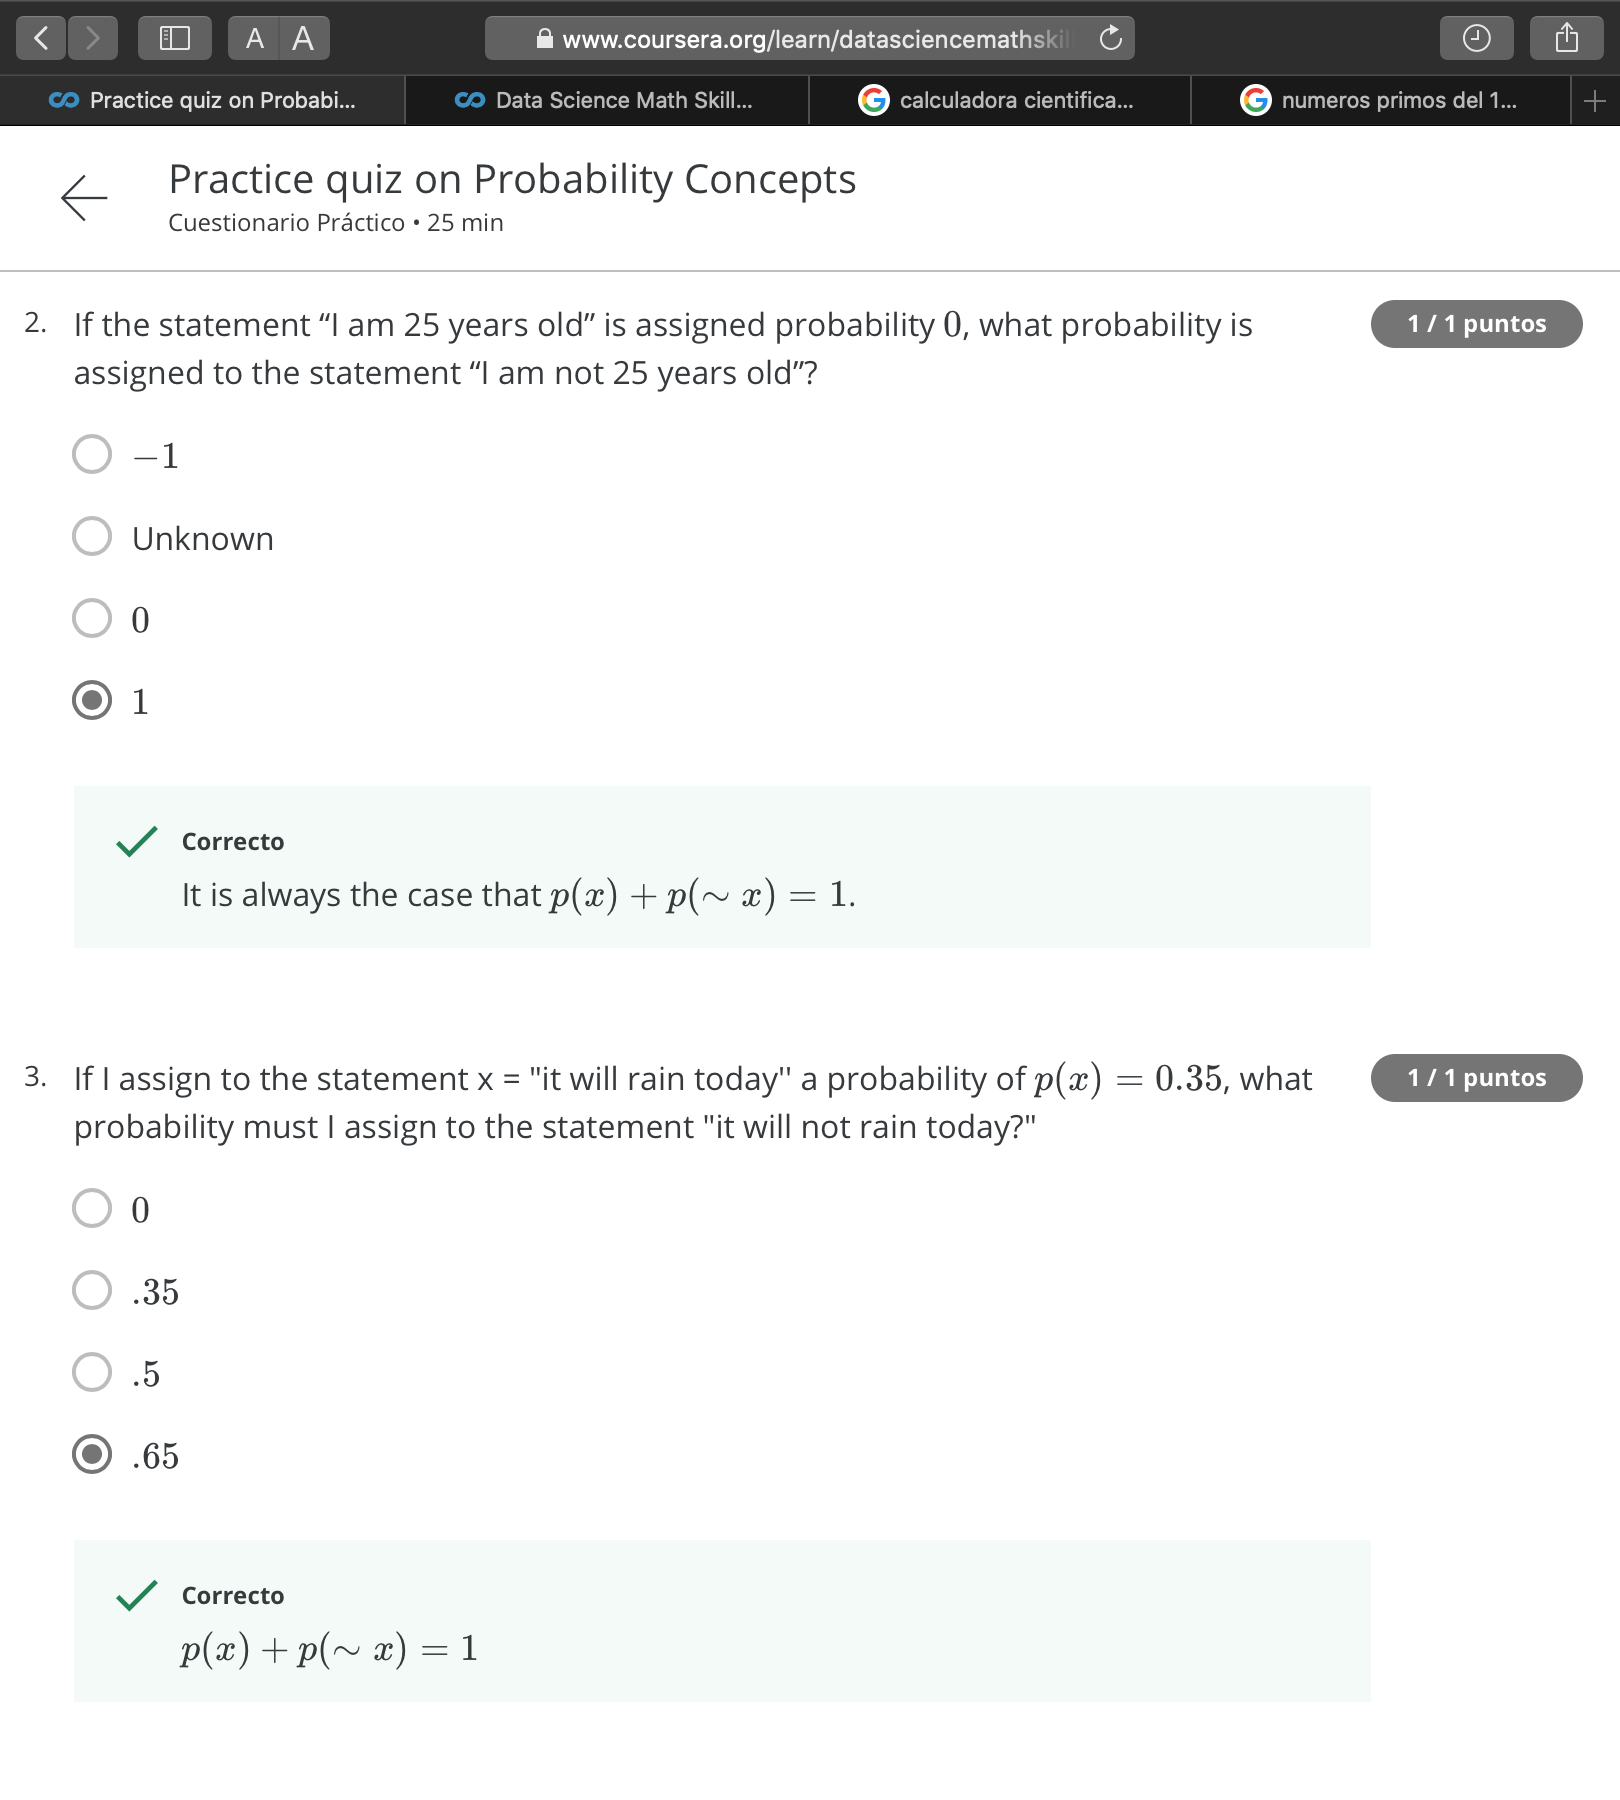 A A
www.coursera.org/learn/datasciencemathskil
Practice quiz on Probabi...
Data Science Math Skill...
calculadora cientifica...
numeros primos del 1...
Practice quiz on Probability Concepts
Cuestionario Práctico • 25 min
2. If the statement “I am 25 years old” is assigned probability 0, what probability is
1 / 1 puntos
assigned to the statement “I am not 25 years old”?
−1
Unknown
0
1
Correcto
It is always the case that p(x) + p(∼ x) = 1.
3. If I assign to the statement x = "it will rain today'' a probability of p(x) = 0.35, what
1 / 1 puntos
probability must I assign to the statement "it will not rain today?"
0
.35
.5
.65
Correcto
p(x) + p(∼ x) = 1